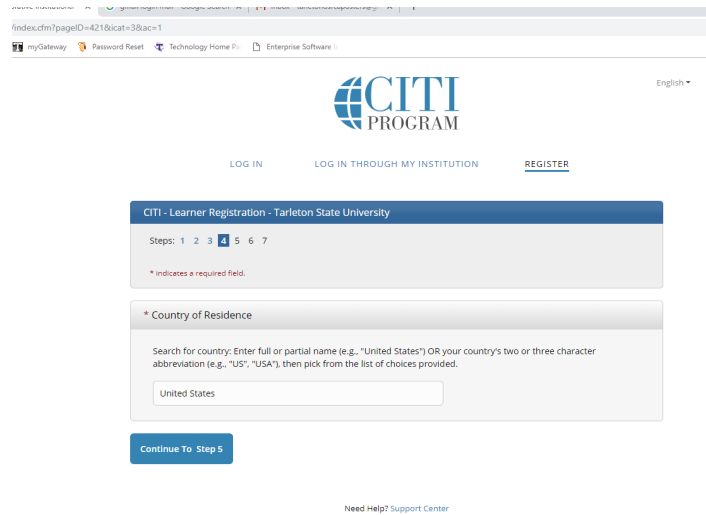 /index.cfm?pageID=421&icat=3&ac=1
myGateway Password Reset Technology Home Enterprise Software
CITI
PROGRAM
English
LOG IN LOG IN THROUGH MY INSTITUTION REGISTER
CITI - Learner Registration - Tarleton State University
Steps: 1 2 3 4 5 6 7
* indicates a required field.
* Country of Residence
Search for country: Enter full or partial name (e.g., "United States") OR your country's two or three character
abbreviation (e.g., "US", "USA"), then pick from the list of choices provided.
United States
Continue To Step 5
Need Help? Support Center